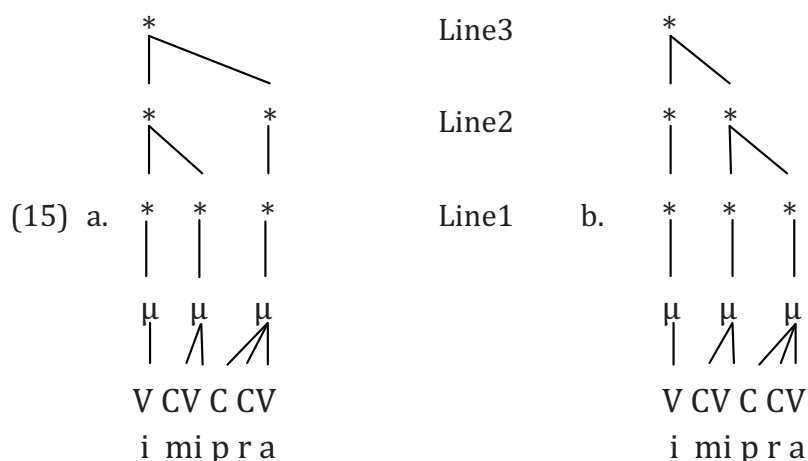 * Line3 *
* * Line2 * *
(15) a. * * * Line1 b. * * *
μ μ μ μ μ μ
V CV C CV V CV C CV
i mi p r a i mi p r a